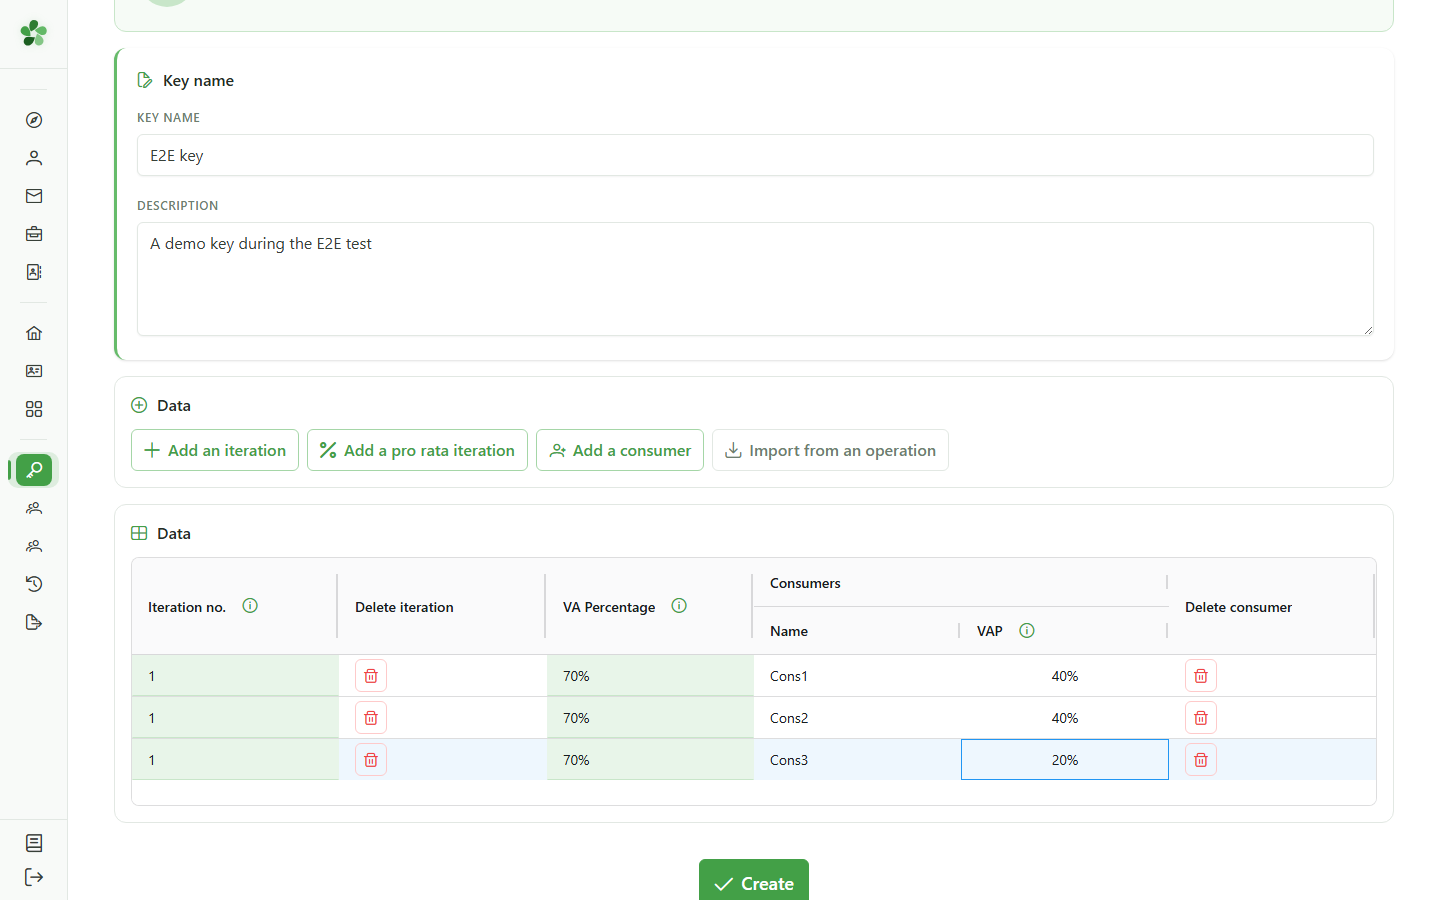 Key name
KEY NAME
E2E key
DESCRIPTION
A demo key during the E2E test
Data
Add an iteration
Add a pro rata iteration
Add a consumer
Import from an operation
Data
Iteration no.
Delete iteration
VA Percentage
Consumers
Name
VAP
Delete consumer
1 70% Cons1 40%
1 70% Cons2 40%
1 70% Cons3 20%
Create